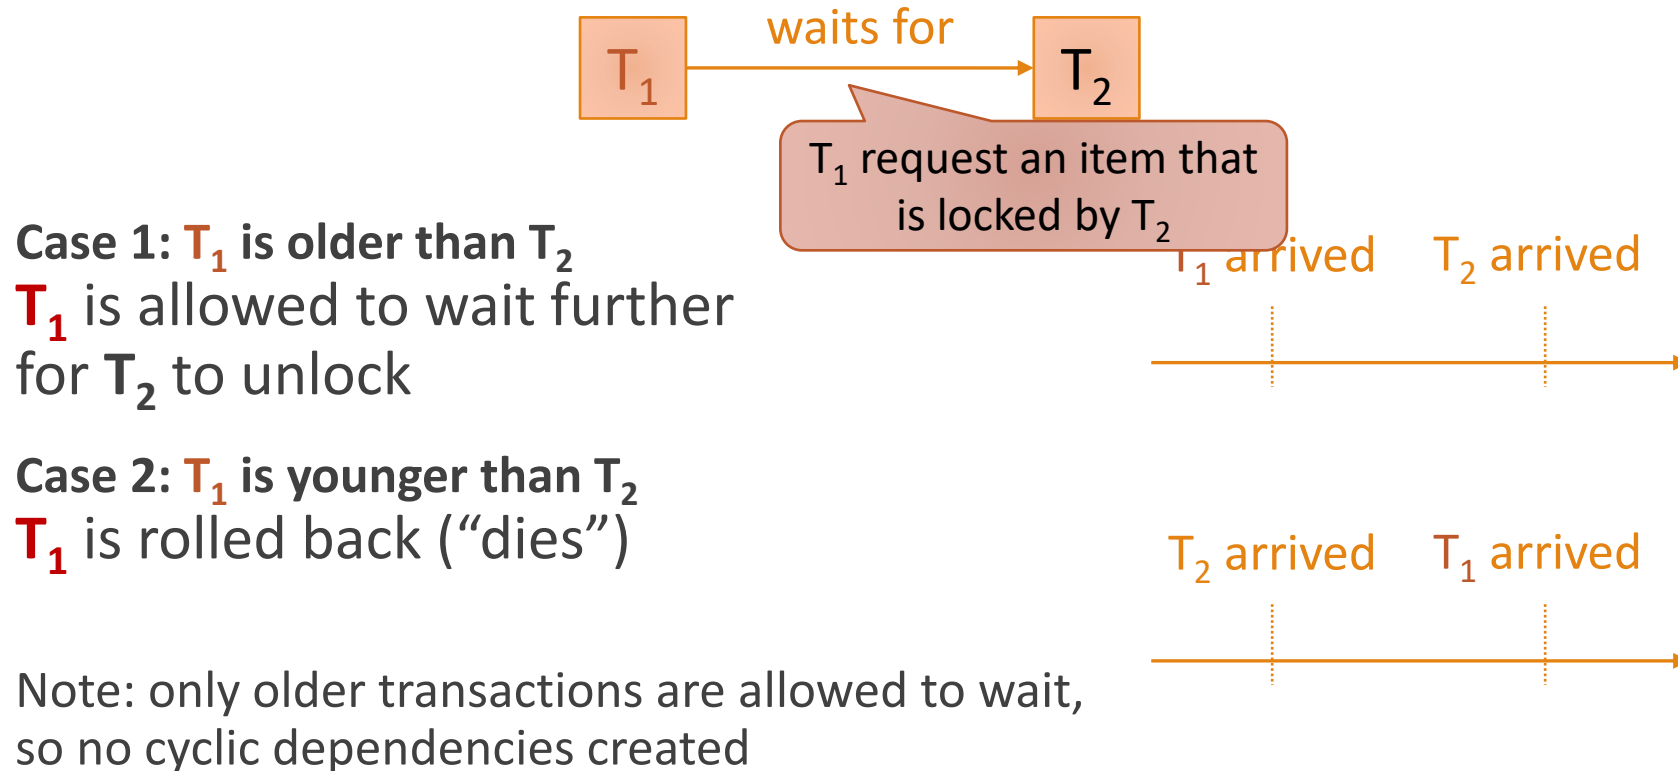 waits for
T₁
T₂
T₁ request an item that
is locked by T₂
Case 1: T₁ is older than T₂
T₁ is allowed to wait further
for T₂ to unlock
T₁ arrived
T₂ arrived
Case 2: T₁ is younger than T₂
T₁ is rolled back (“dies”)
T₂ arrived
T₁ arrived
Note: only older transactions are allowed to wait,
so no cyclic dependencies created